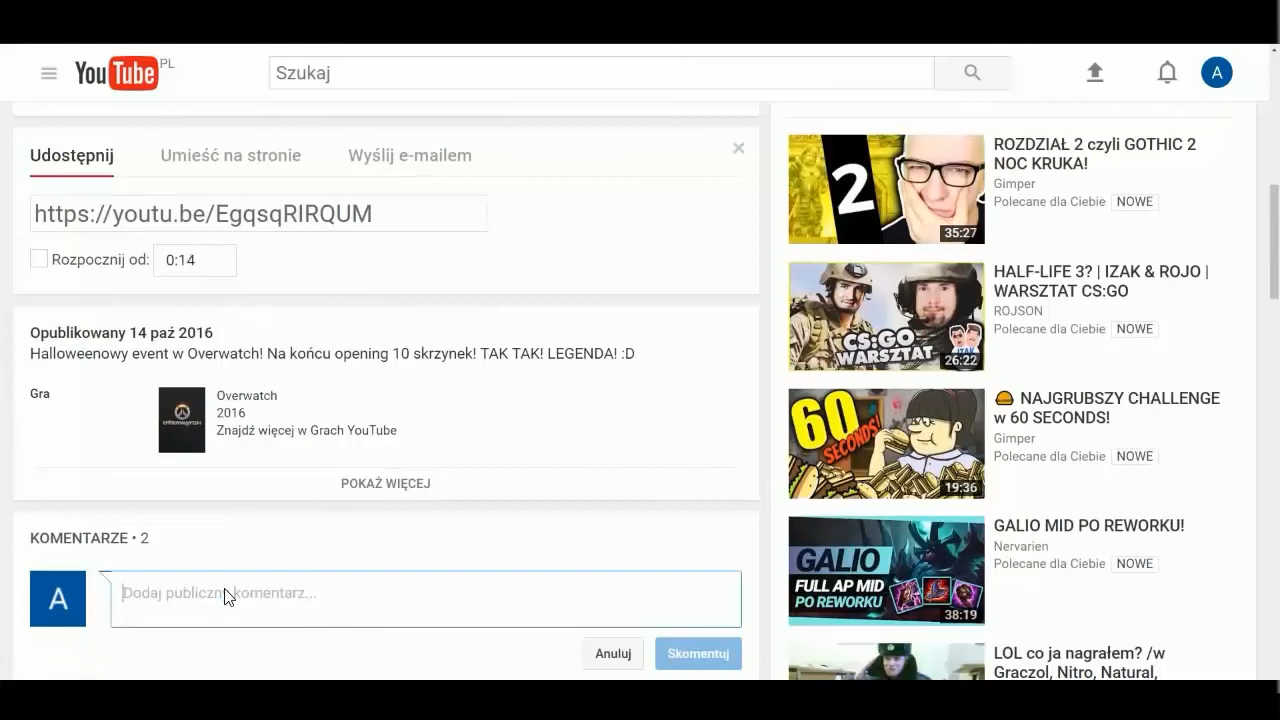 YouTube PL
Szukaj
A
Udostępnij
Umieść na stronie
Wyślij e-mailem
https://youtu.be/EgqsqRIRQUM
Rozpocznij od: 0:14
Opublikowany 14 paź 2016
Halloweenowy event w Overwatch! Na końcu opening 10 skrzynek! TAK TAK! LEGENDA! :D
Gra
OVERWATCH
Overwatch
2016
Znajdź więcej w Grach YouTube
POKAŻ WIĘCEJ
KOMENTARZE • 2
A
Dodaj publiczny komentarz...
Anuluj
Skomentuj
2
35:27
ROZDZIAŁ 2 czyli GOTHIC 2
NOC KRUKA!
Gimper
Polecane dla Ciebie NOWE
CS:GO
WARSZTAT
IZAK
26:22
HALF-LIFE 3? | IZAK & ROJO |
WARSZTAT CS:GO
ROJSON
Polecane dla Ciebie NOWE
60
SECONDS!
19:36
NAJGRUBSZY CHALLENGE
w 60 SECONDS!
Gimper
Polecane dla Ciebie NOWE
GALIO
FULL AP MID
PO REWORKU
38:19
GALIO MID PO REWORKU!
Nervarien
Polecane dla Ciebie NOWE
LOL co ja nagrałem? /w
Graczol, Nitro, Natural,